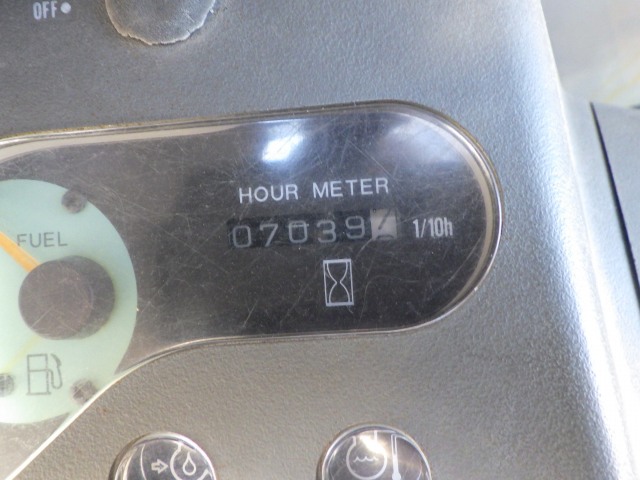 OFF
HOUR METER
07039
1/10h
FUEL